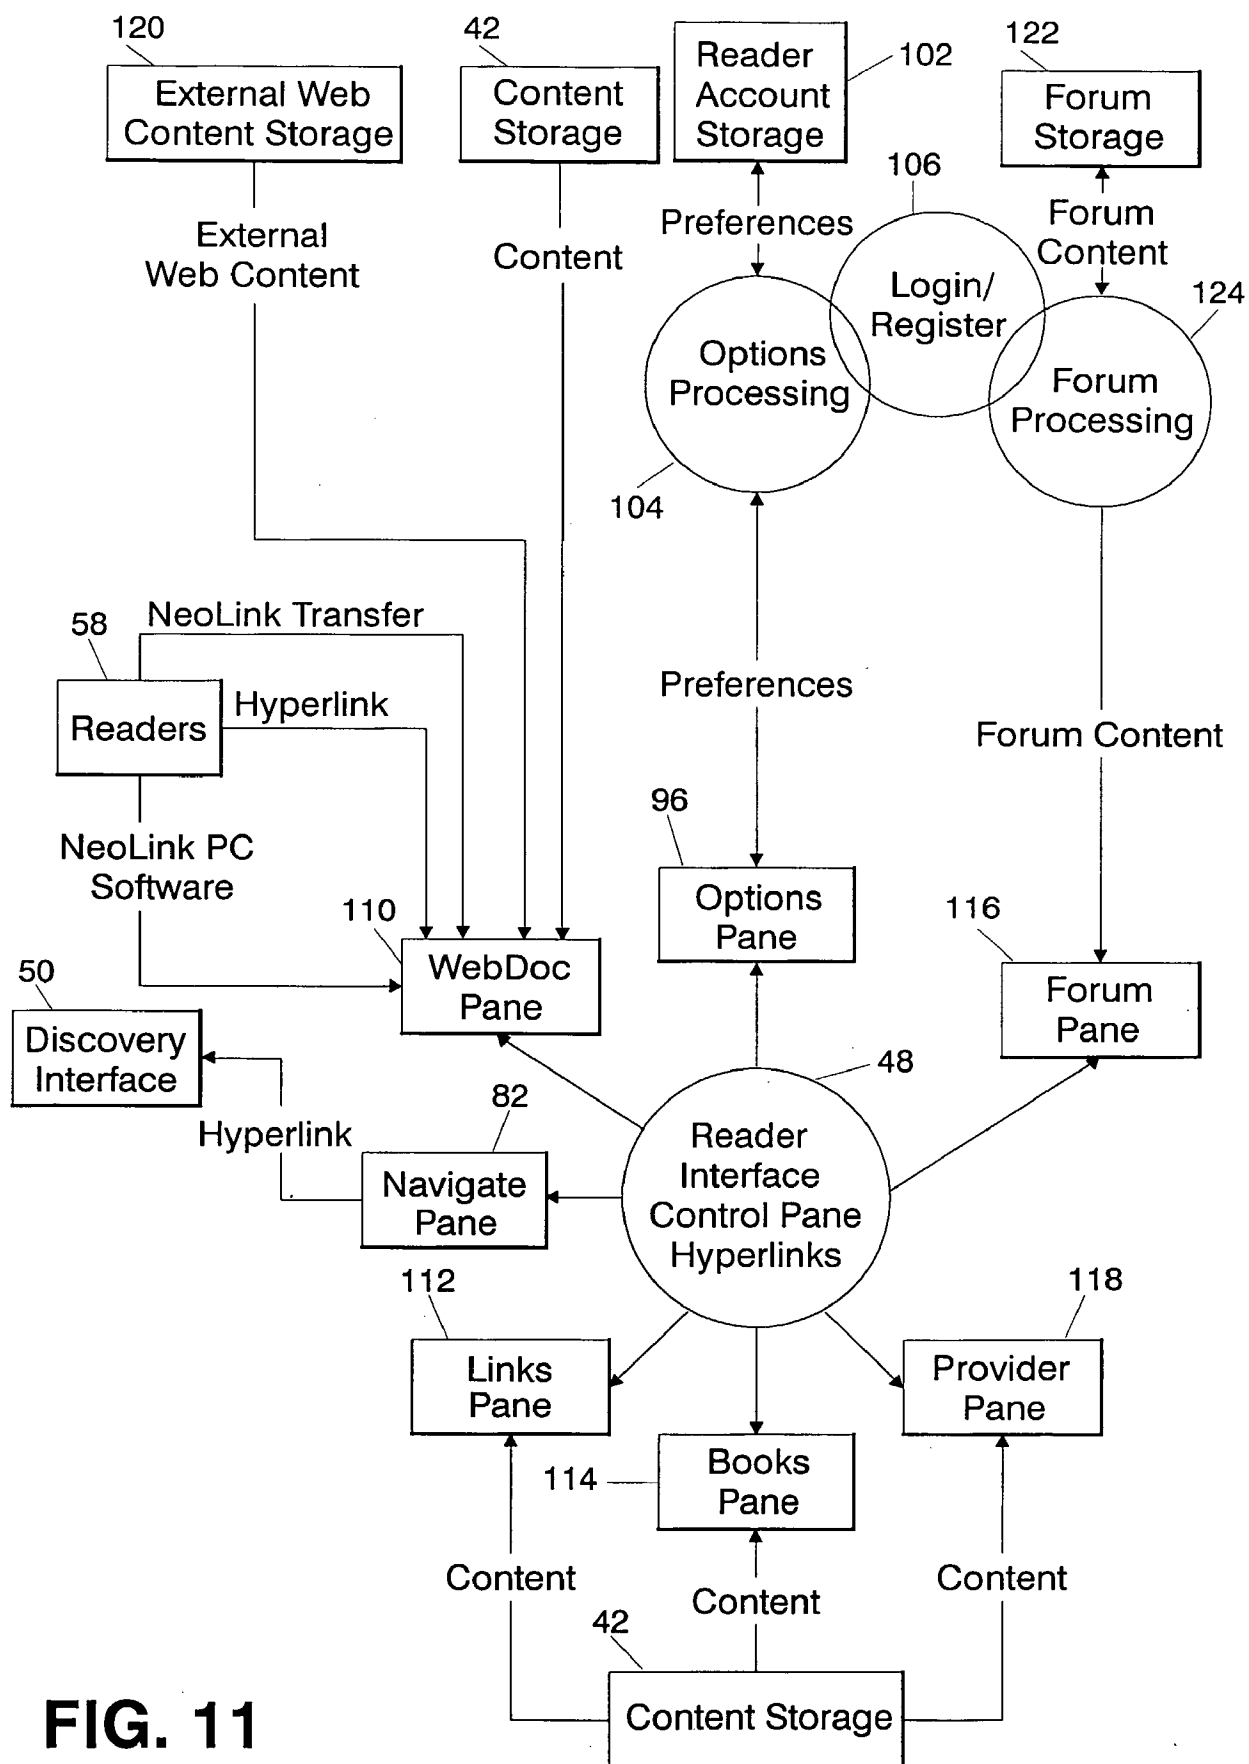 120
42
Reader
Account
Storage
102
122
External Web
Content Storage
Content
Storage
Forum
Storage
106
Preferences
Forum
Content
External
Web Content
Content
Login/
Register
124
Options
Processing
Forum
Processing
104
58
NeoLink Transfer
Readers
Hyperlink
Preferences
Forum Content
NeoLink PC
Software
96
Options
Pane
110
WebDoc
Pane
116
Forum
Pane
50
Discovery
Interface
48
82
Hyperlink
Navigate
Pane
Reader
Interface
Control Pane
Hyperlinks
112
118
Links
Pane
Provider
Pane
114
Books
Pane
Content
Content
Content
42
Content Storage
FIG. 11